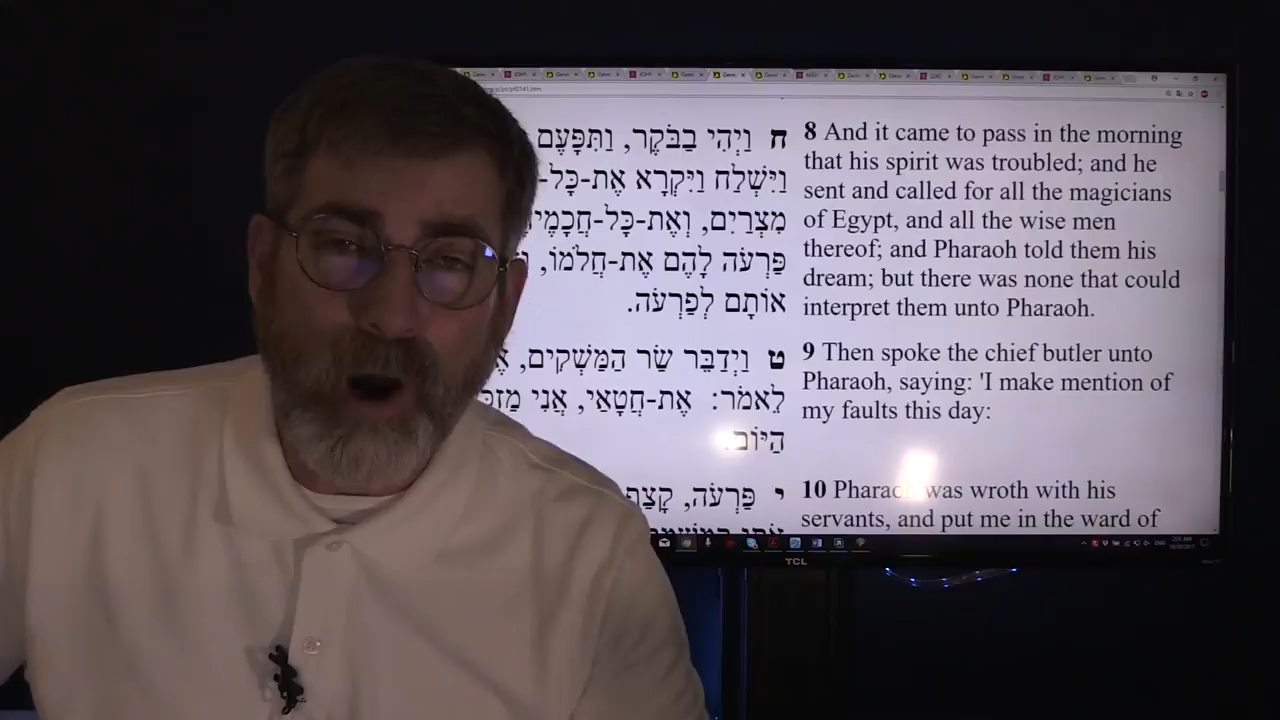 ח וַיְהִי בַבֹּקֶר, וַתִּפָּעֶם
וַיִּשְׁלַח וַיִּקְרָא אֶת-כָּל-
מִצְרַיִם, וְאֶת-כָּל-
פַּרְעֹה לָהֶם אֶת-חֲלֹמוֹ,
אוֹתָם לְפַרְעֹה.
ט וַיְדַבֵּר שַׂר הַמַּשְׁקִים,
לֵאמֹר: אֶת-חֲטָאַי, אֲנִי
הַיּוֹם.
י פַּרְעֹה, קָצַף
8 And it came to pass in the morning
that his spirit was troubled; and he
sent and called for all the magicians
of Egypt, and all the wise men
thereof; and Pharaoh told them his
dream; but there was none that could
interpret them unto Pharaoh.
9 Then spoke the chief butler unto
Pharaoh, saying: 'I make mention of
my faults this day:
10 Pharaoh was wroth with his
servants, and put me in the ward of
TCL